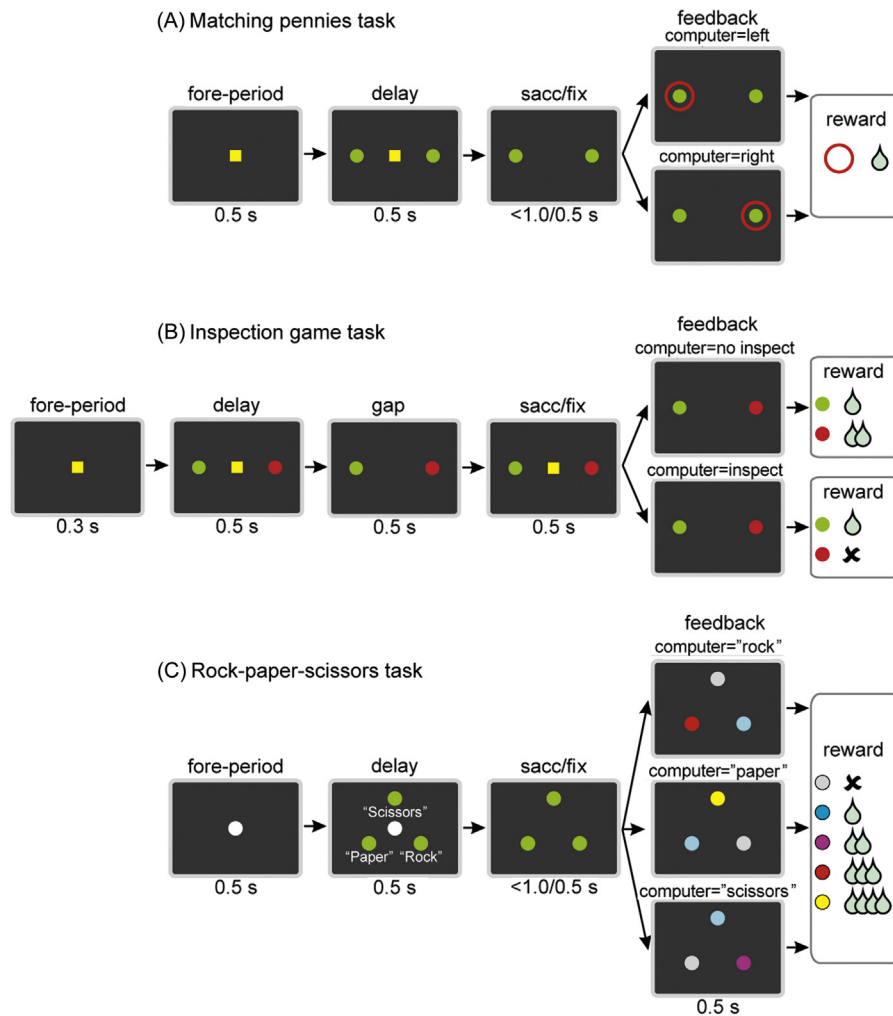 (A) Matching pennies task
feedback
computer=left
fore-period
delay
sacc/fix
reward
computer=right
0.5 s
0.5 s
<1.0/0.5 s
(B) Inspection game task
feedback
computer=no inspect
fore-period
delay
gap
sacc/fix
reward
computer=inspect
reward
0.3 s
0.5 s
0.5 s
0.5 s
(C) Rock-paper-scissors task
feedback
computer="rock"
fore-period
delay
sacc/fix
reward
computer="paper"
"Scissors"
"Paper" "Rock"
0.5 s
0.5 s
<1.0/0.5 s
computer="scissors"
0.5 s